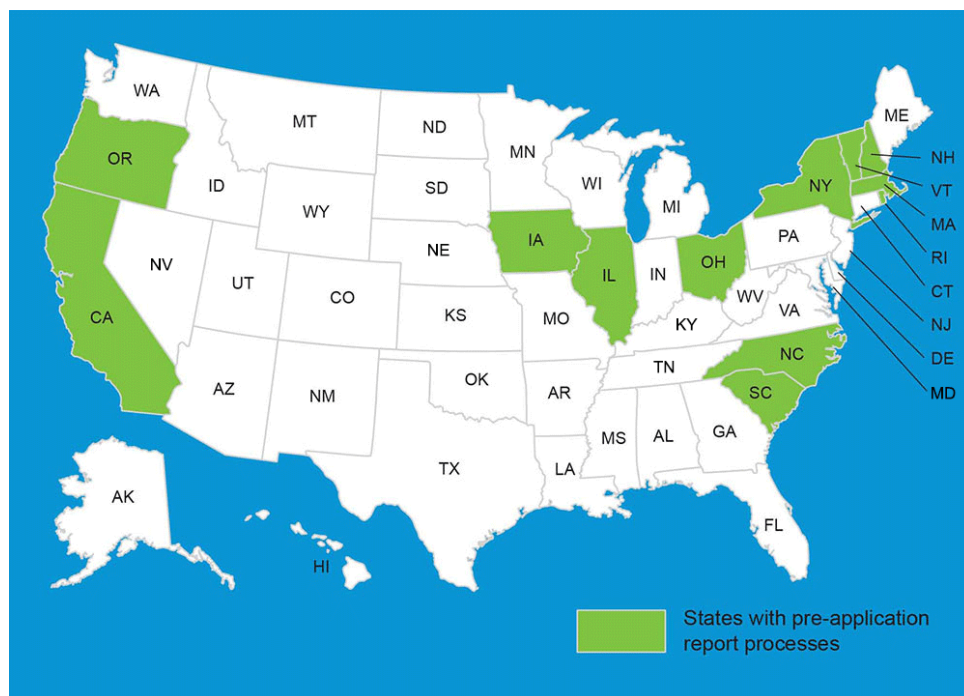 WA
MT
ND
MN
ME
OR
ID
SD
WI
MI
NY
NH
VT
MA
RI
CT
NJ
DE
MD
WY
NE
IA
PA
NV
UT
CO
KS
MO
IL
IN
OH
WV
VA
KY
CA
AZ
NM
OK
AR
TN
NC
SC
TX
LA
MS
AL
GA
FL
AK
HI
States with pre-application
report processes